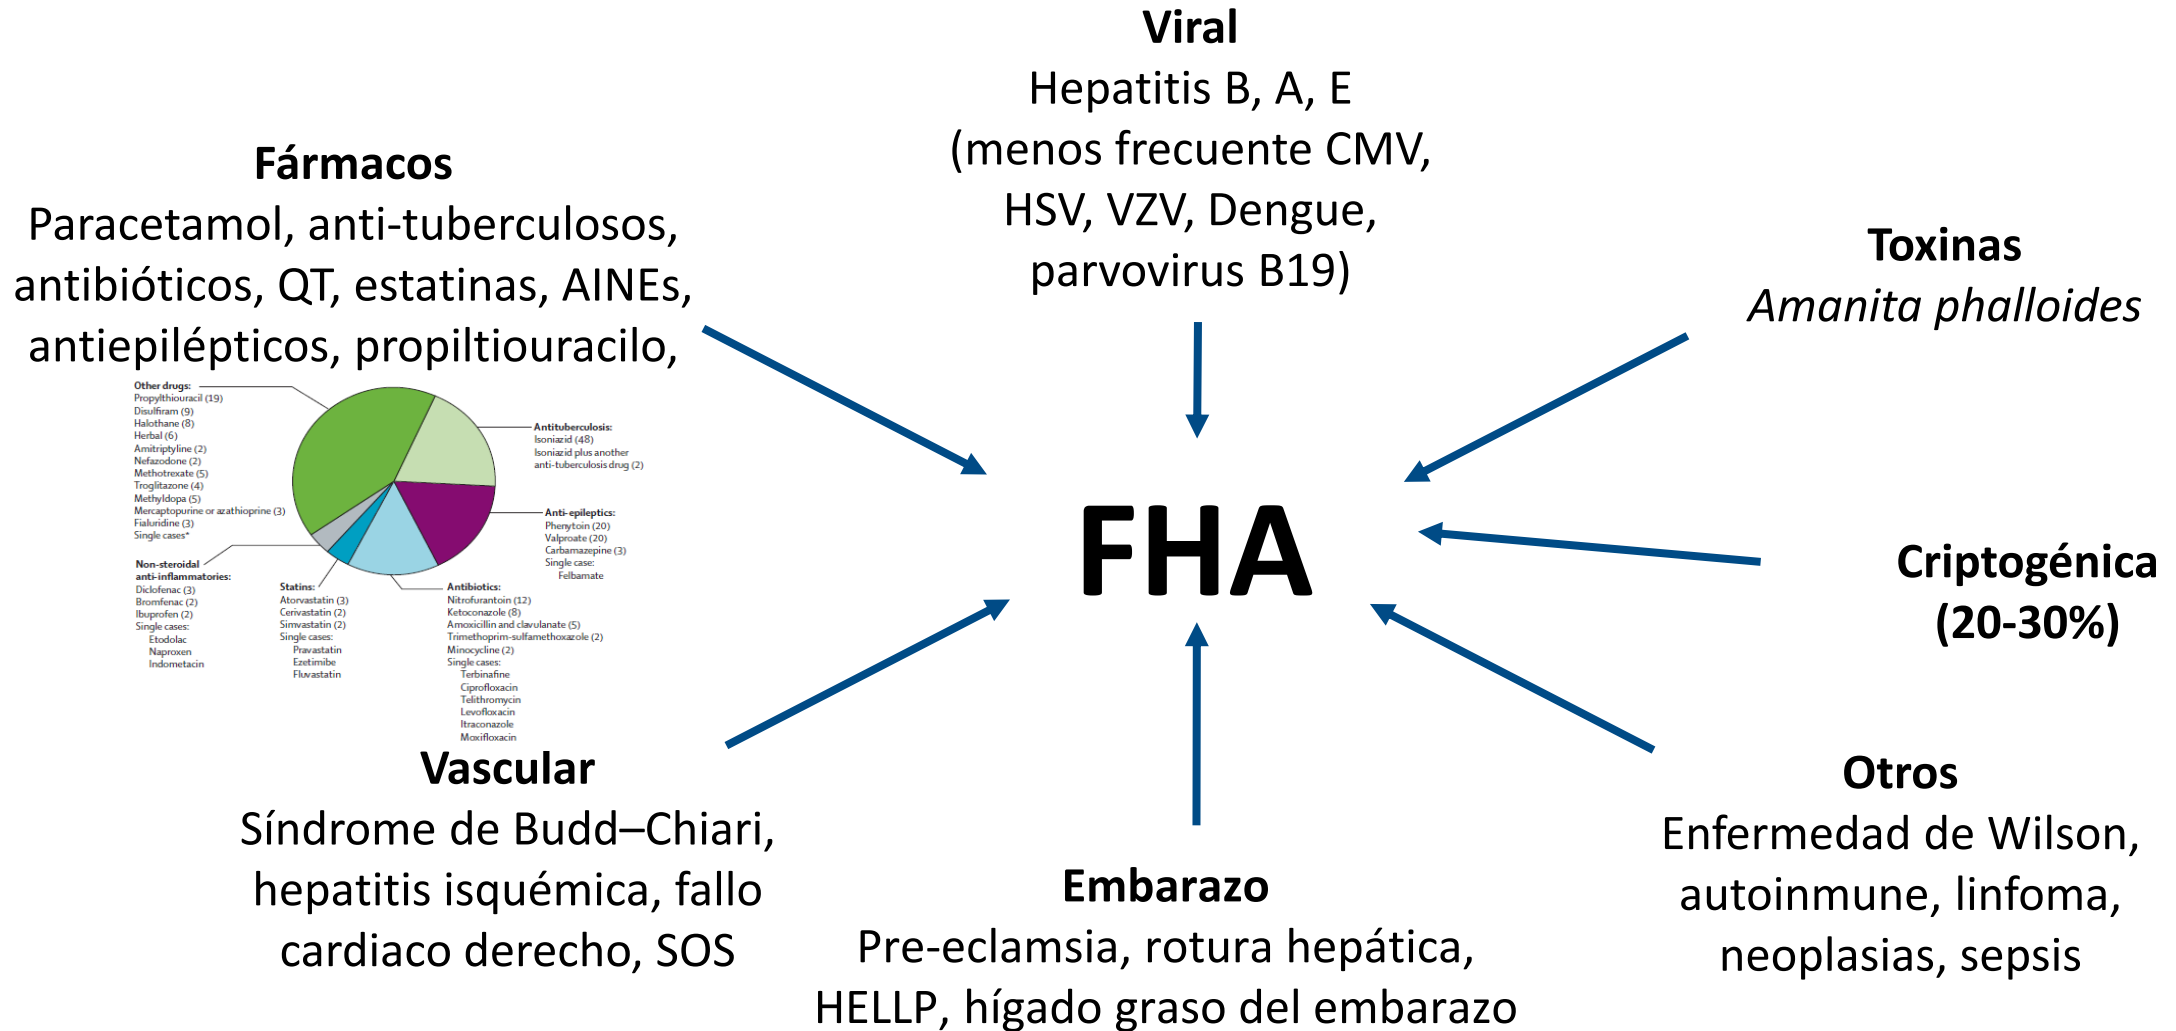 Viral
Hepatitis B, A, E
(menos frecuente CMV,
HSV, VZV, Dengue,
parvovirus B19)
Fármacos
Paracetamol, anti-tuberculosos,
antibióticos, QT, estatinas, AINEs,
antiepilépticos, propiltiouracilo,
Other drugs:
Propylthiouracil (19)
Disulfiram (9)
Halothane (8)
Herbal (6)
Amitriptyline (2)
Nefazodone (2)
Methotrexate (5)
Troglitazone (4)
Methyldopa (5)
Mercaptopurine or azathioprine (3)
Fialuridine (3)
Single cases*
Antituberculosis:
Isoniazid (48)
Isoniazid plus another
anti-tuberculosis drug (2)
Anti-epileptics:
Phenytoin (20)
Valproate (20)
Carbamazepine (3)
Single case:
Felbamate
Non-steroidal
anti-inflammatories:
Diclofenac (3)
Bromfenac (2)
Ibuprofen (2)
Single cases:
Etodolac
Naproxen
Indometacin
Statins:
Atorvastatin (3)
Cerivastatin (2)
Simvastatin (2)
Single cases:
Pravastatin
Ezetimibe
Fluvastatin
Antibiotics:
Nitrofurantoin (12)
Ketoconazole (8)
Amoxicillin and clavulanate (5)
Trimethoprim-sulfamethoxazole (2)
Minocycline (2)
Single cases:
Terbinafine
Ciprofloxacin
Telithromycin
Levofloxacin
Itraconazole
Moxifloxacin
Toxinas
Amanita phalloides
FHA
Criptogénica
(20-30%)
Vascular
Síndrome de Budd–Chiari,
hepatitis isquémica, fallo
cardiaco derecho, SOS
Embarazo
Pre-eclamsia, rotura hepática,
HELLP, hígado graso del embarazo
Otros
Enfermedad de Wilson,
autoinmune, linfoma,
neoplasias, sepsis